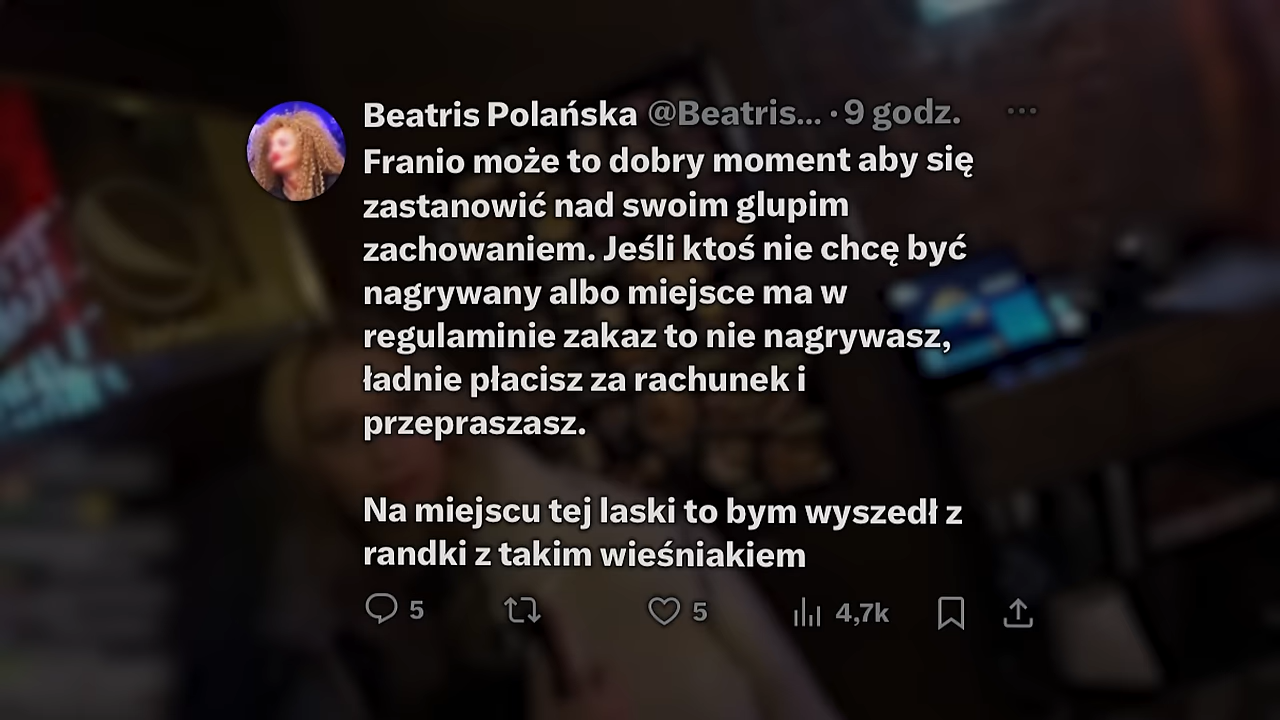 Beatris Polańska @Beatris... · 9 godz.
Franio może to dobry moment aby się
zastanowić nad swoim glupim
zachowaniem. Jeśli ktoś nie chcę być
nagrywany albo miejsce ma w
regulaminie zakaz to nie nagrywasz,
ładnie płacisz za rachunek i
przepraszasz.
Na miejscu tej laski to bym wyszedł z
randki z takim wieśniakiem
5 5 4,7k